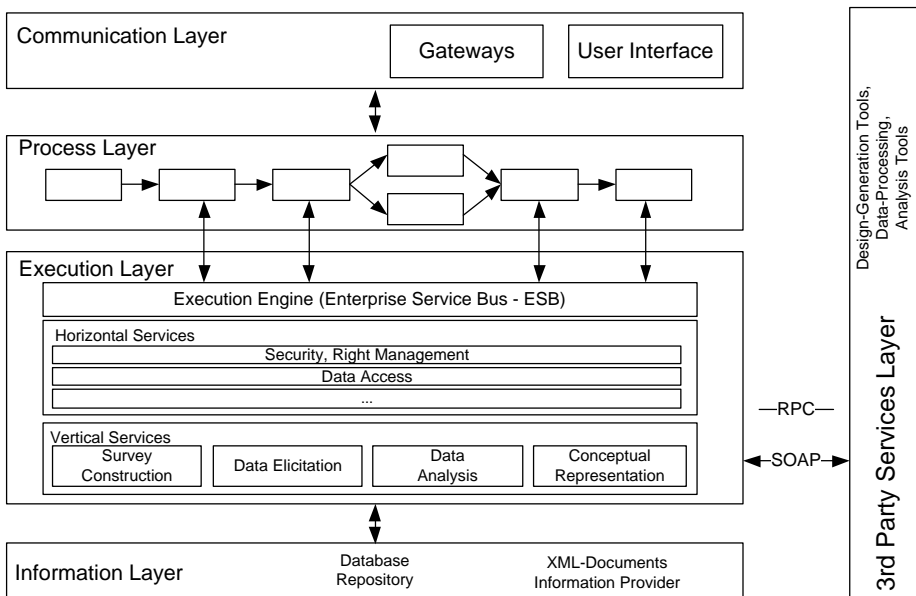 Communication Layer
Gateways
User Interface
Process Layer
Execution Layer
Execution Engine (Enterprise Service Bus - ESB)
Horizontal Services
Security, Right Management
Data Access
...
Vertical Services
Survey
Construction
Data Elicitation
Data
Analysis
Conceptual
Representation
Information Layer
Database
Repository
XML-Documents
Information Provider
RPC
SOAP
Design-Generation Tools,
Data-Processing,
Analysis Tools
3rd Party Services Layer